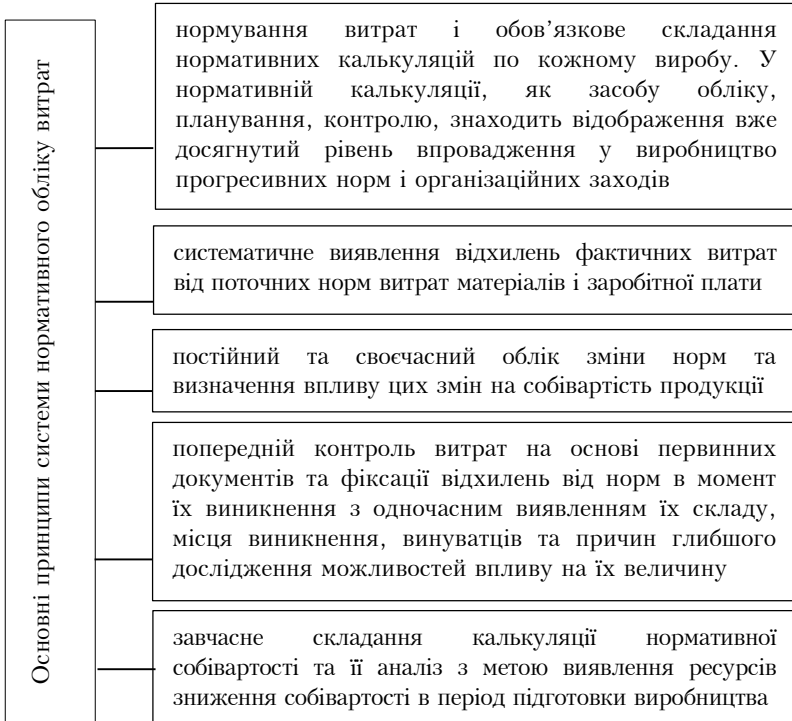 Основні принципи системи нормативного обліку витрат
нормування витрат і обов’язкове складання
нормативних калькуляцій по кожному виробу. У
нормативній калькуляції, як засобу обліку,
планування, контролю, знаходить відображення вже
досягнутий рівень впровадження у виробництво
прогресивних норм і організаційних заходів
систематичне виявлення відхилень фактичних витрат
від поточних норм витрат матеріалів і заробітної плати
постійний та своєчасний облік зміни норм та
визначення впливу цих змін на собівартість продукції
попередній контроль витрат на основі первинних
документів та фіксації відхилень від норм в момент
їх виникнення з одночасним виявленням їх складу,
місця виникнення, винуватців та причин глибшого
дослідження можливостей впливу на їх величину
завчасне складання калькуляції нормативної
собівартості та її аналіз з метою виявлення ресурсів
зниження собівартості в період підготовки виробництва